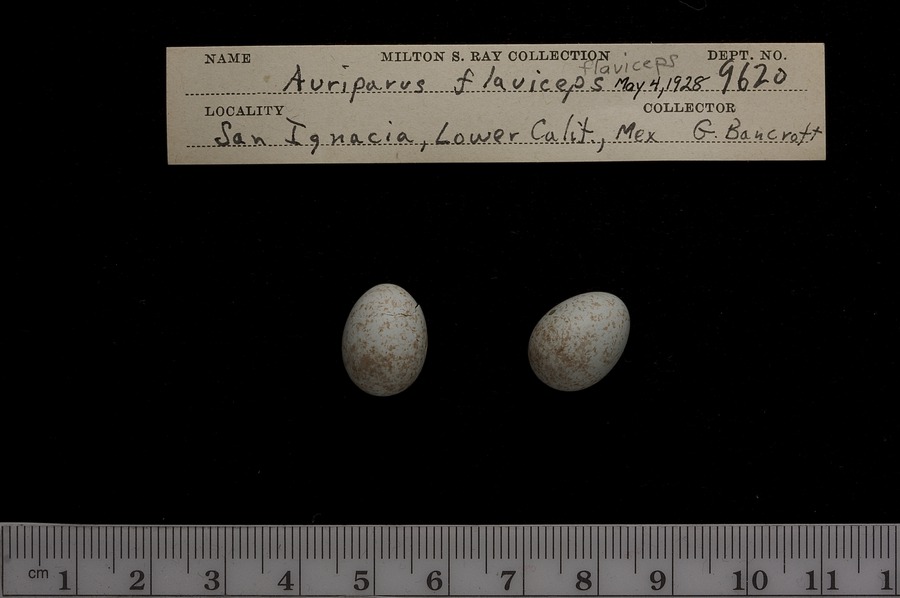 NAME MILTON S. RAY COLLECTION DEPT. NO.
flaviceps
Auriparus flaviceps May 4, 1928 9620
LOCALITY COLLECTOR
San Ignacia, Lower Calif., Mex G. Bancroft
cm 1 2 3 4 5 6 7 8 9 10 11 1